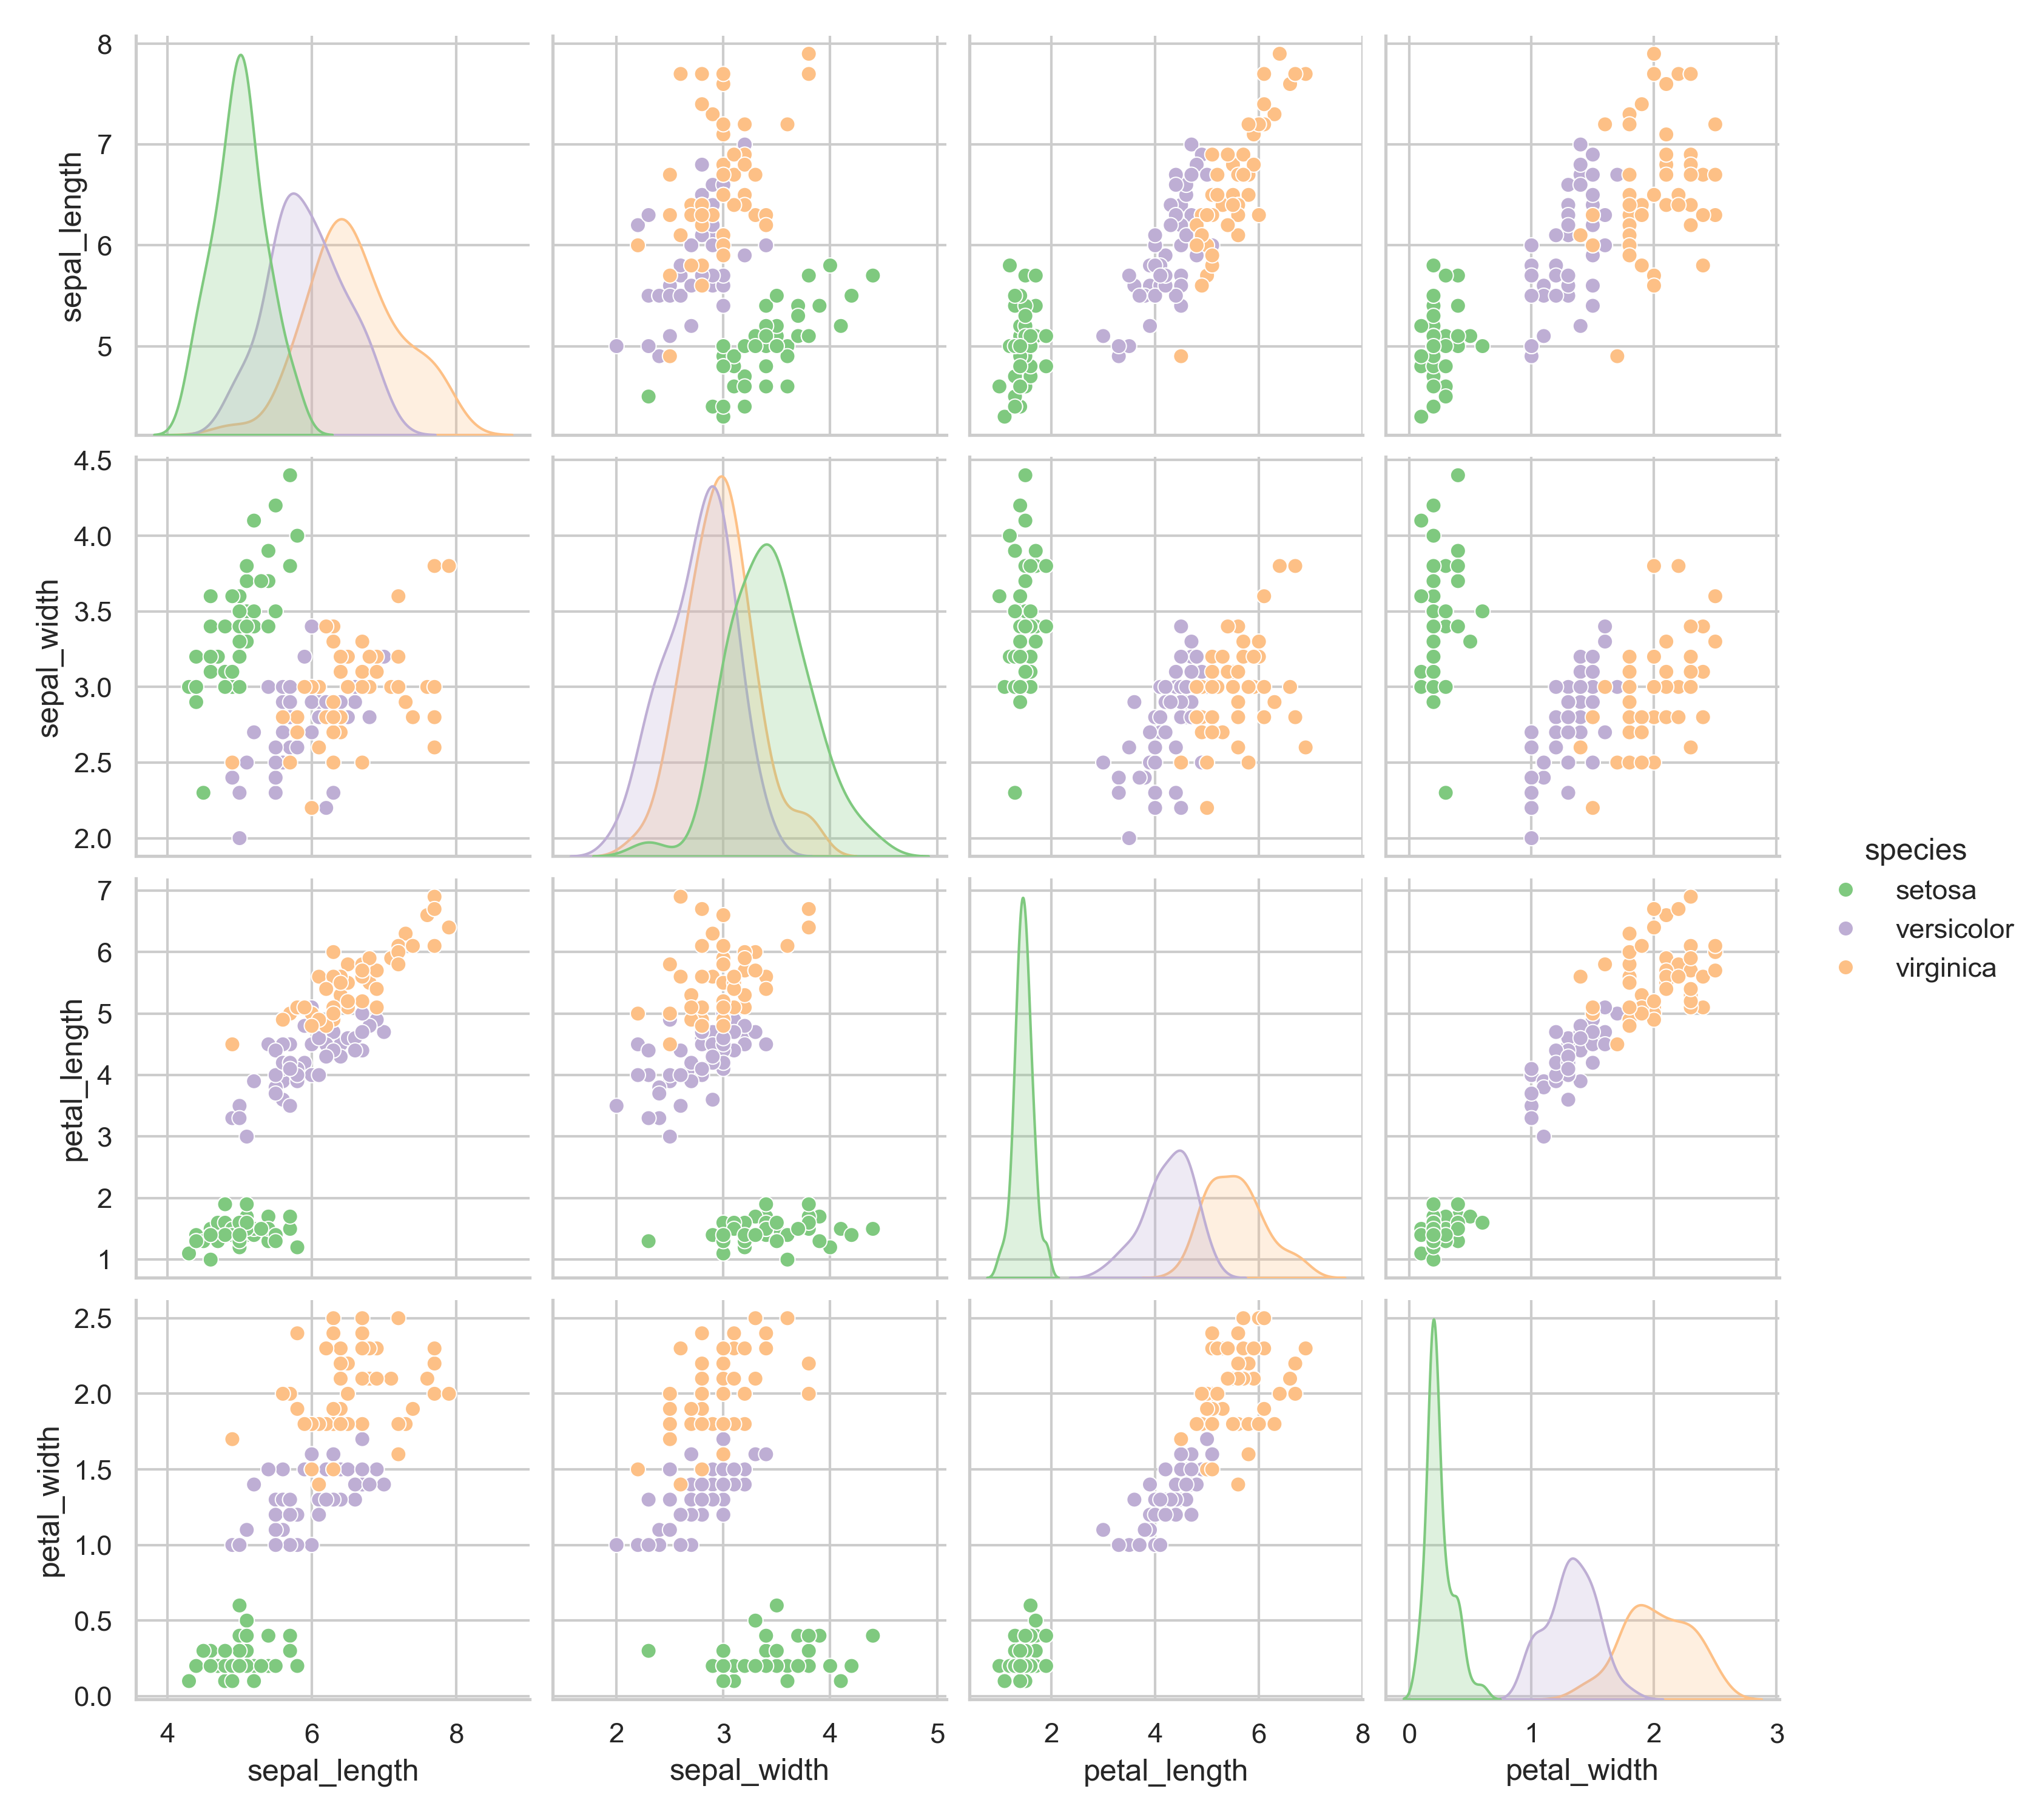 8
7
6
5
sepal_length
4.5
4.0
3.5
3.0
2.5
2.0
sepal_width
7
6
5
4
3
2
1
petal_length
2.5
2.0
1.5
1.0
0.5
0.0
petal_width
4 6 8
2 3 4 5
2 4 6 8
0 1 2 3
sepal_length
sepal_width
petal_length
petal_width
species
setosa
versicolor
virginica